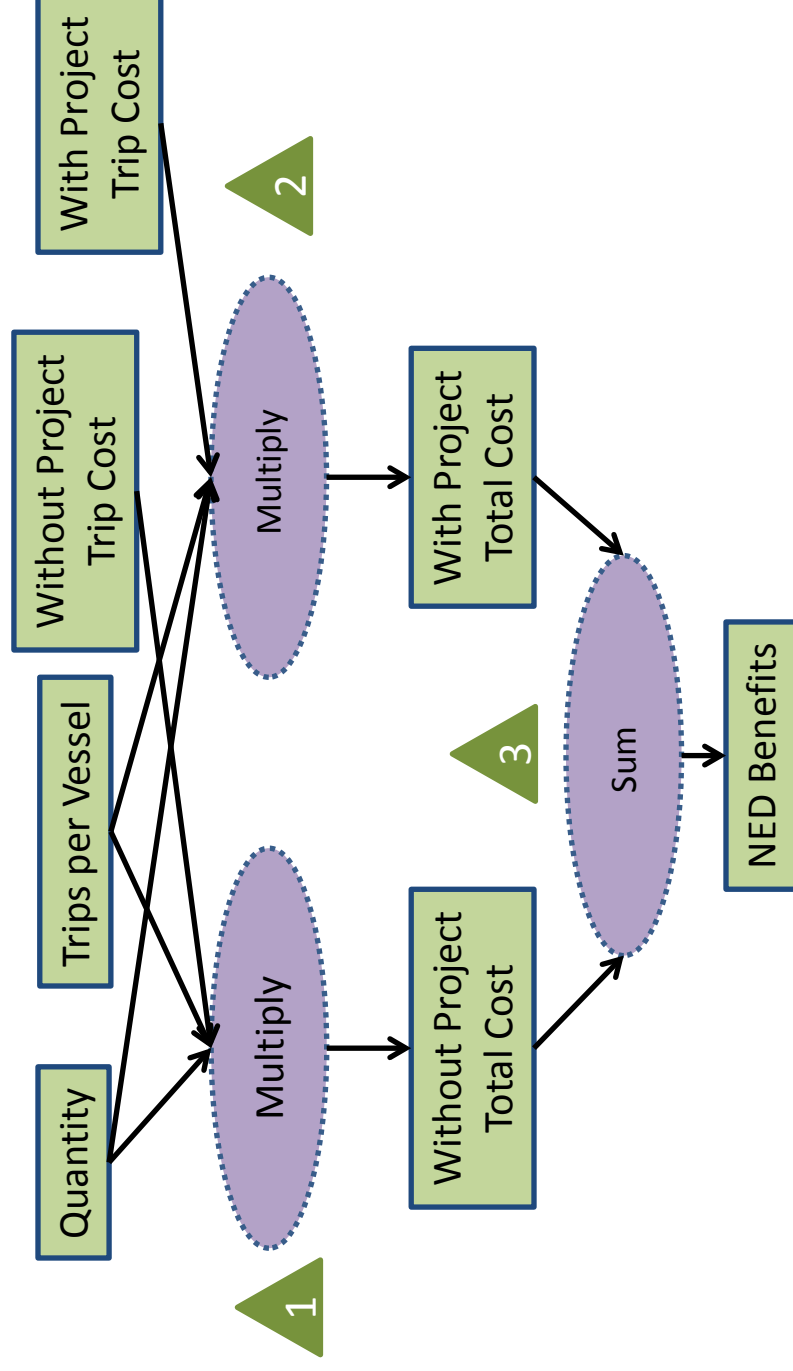 Quantity
Trips per Vessel
Without Project
Trip Cost
With Project
Trip Cost
1
Multiply
Multiply
2
Without Project
Total Cost
With Project
Total Cost
3
Sum
NED Benefits